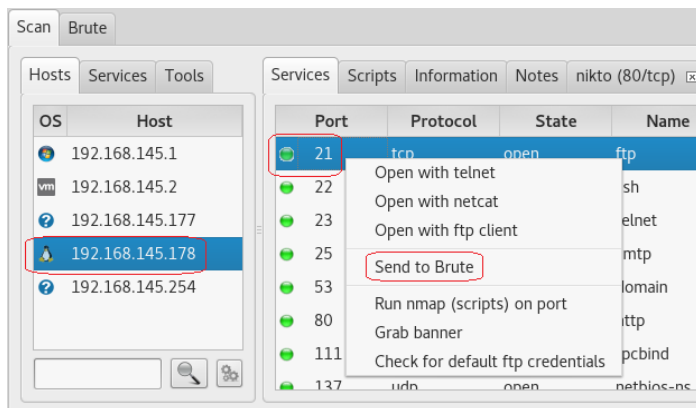 Scan Brute
Hosts Services Tools
Services Scripts Information Notes nikto (80/tcp)
OS Host
192.168.145.1
vm 192.168.145.2
192.168.145.177
192.168.145.178
192.168.145.254
Port Protocol State Name
21 tcp open ftp
22 sh
23 elnet
25 mtp
53 omain
80 ttp
111 pcbind
137 udp open netbios-ns
Open with telnet
Open with netcat
Open with ftp client
Send to Brute
Run nmap (scripts) on port
Grab banner
Check for default ftp credentials